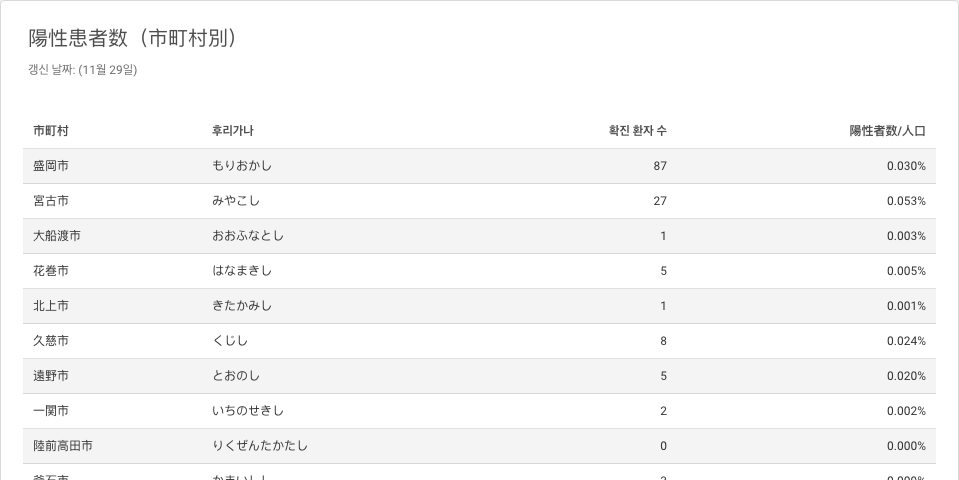 陽性患者数（市町村別）
갱신 날짜: (11월 29일)
市町村 후리가나 확진 환자 수 陽性者数/人口
盛岡市 もりおかし 87 0.030%
宮古市 みやこし 27 0.053%
大船渡市 おおふなとし 1 0.003%
花巻市 はなまきし 5 0.005%
北上市 きたかみし 1 0.001%
久慈市 くじし 8 0.024%
遠野市 とおのし 5 0.020%
一関市 いちのせきし 2 0.002%
陸前高田市 りくぜんたかたし 0 0.000%